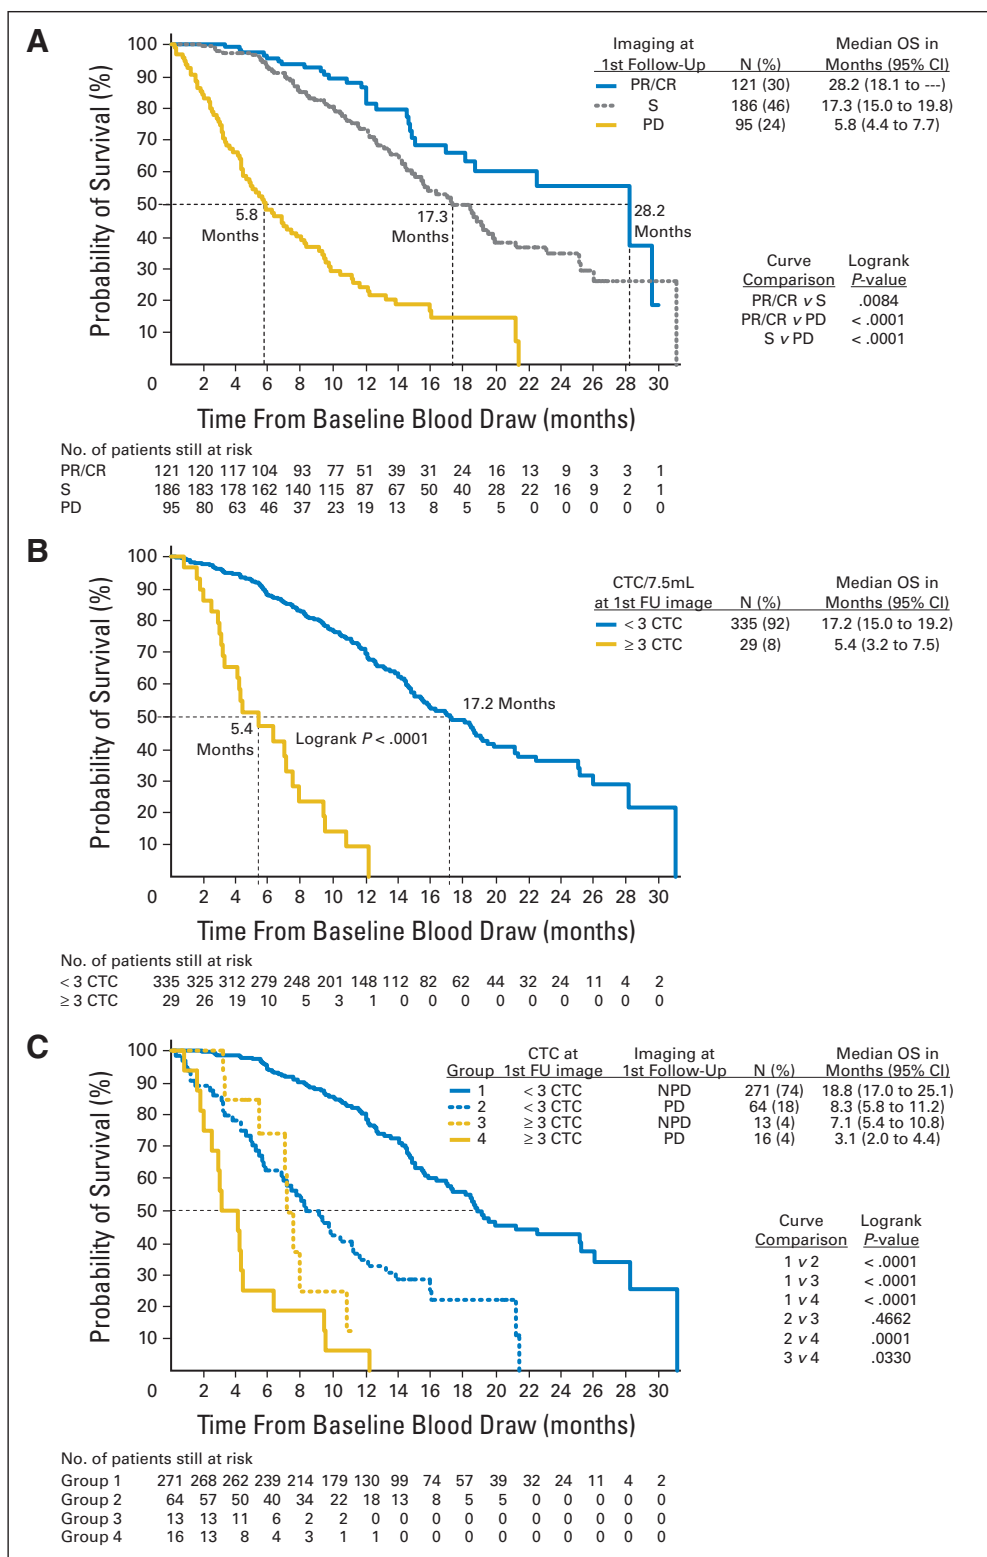 A
Imaging at Median OS in
1st Follow-Up N (%) Months (95% CI)
PR/CR 121 (30) 28.2 (18.1 to ---)
S 186 (46) 17.3 (15.0 to 19.8)
PD 95 (24) 5.8 (4.4 to 7.7)
Probability of Survival (%)
100
90
80
70
60
50
40
30
20
10
5.8
Months
17.3
Months
28.2
Months
Curve Logrank
Comparison P-value
PR/CR v S .0084
PR/CR v PD < .0001
S v PD < .0001
0 2 4 6 8 10 12 14 16 18 20 22 24 26 28 30
Time From Baseline Blood Draw (months)
No. of patients still at risk
PR/CR 121 120 117 104 93 77 51 39 31 24 16 13 9 3 3 1
S 186 183 178 162 140 115 87 67 50 40 28 22 16 9 2 1
PD 95 80 63 46 37 23 19 13 8 5 5 0 0 0 0 0
B
CTC/7.5mL Median OS in
at 1st FU image N (%) Months (95% CI)
< 3 CTC 335 (92) 17.2 (15.0 to 19.2)
≥ 3 CTC 29 (8) 5.4 (3.2 to 7.5)
Probability of Survival (%)
100
90
80
70
60
50
40
30
20
10
17.2 Months
5.4
Months
Logrank P < .0001
0 2 4 6 8 10 12 14 16 18 20 22 24 26 28 30
Time From Baseline Blood Draw (months)
No. of patients still at risk
< 3 CTC 335 325 312 279 248 201 148 112 82 62 44 32 24 11 4 2
≥ 3 CTC 29 26 19 10 5 3 1 0 0 0 0 0 0 0 0 0
C
CTC at Imaging at Median OS in
Group 1st FU image 1st Follow-Up N (%) Months (95% CI)
1 < 3 CTC NPD 271 (74) 18.8 (17.0 to 25.1)
2 < 3 CTC PD 64 (18) 8.3 (5.8 to 11.2)
3 ≥ 3 CTC NPD 13 (4) 7.1 (5.4 to 10.8)
4 ≥ 3 CTC PD 16 (4) 3.1 (2.0 to 4.4)
Probability of Survival (%)
100
90
80
70
60
50
40
30
20
10
Curve Logrank
Comparison P-value
1 v 2 < .0001
1 v 3 < .0001
1 v 4 < .0001
2 v 3 .4662
2 v 4 .0001
3 v 4 .0330
0 2 4 6 8 10 12 14 16 18 20 22 24 26 28 30
Time From Baseline Blood Draw (months)
No. of patients still at risk
Group 1 271 268 262 239 214 179 130 99 74 57 39 32 24 11 4 2
Group 2 64 57 50 40 34 22 18 13 8 5 5 0 0 0 0 0
Group 3 13 13 11 6 2 2 0 0 0 0 0 0 0 0 0 0
Group 4 16 13 8 4 3 1 1 0 0 0 0 0 0 0 0 0